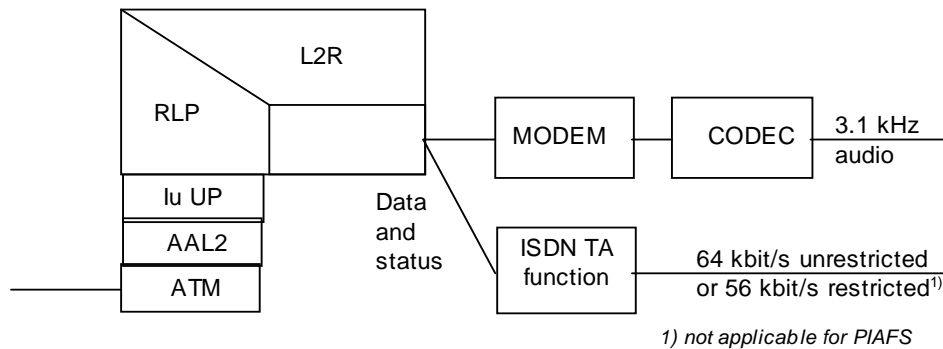 L2R
RLP
MODEM
CODEC
3.1 kHz
audio
Iu UP
AAL2
ATM
Data
and
status
ISDN TA
function
64 kbit/s unrestricted
or 56 kbit/s restricted1)
1) not applicable for PIAFS